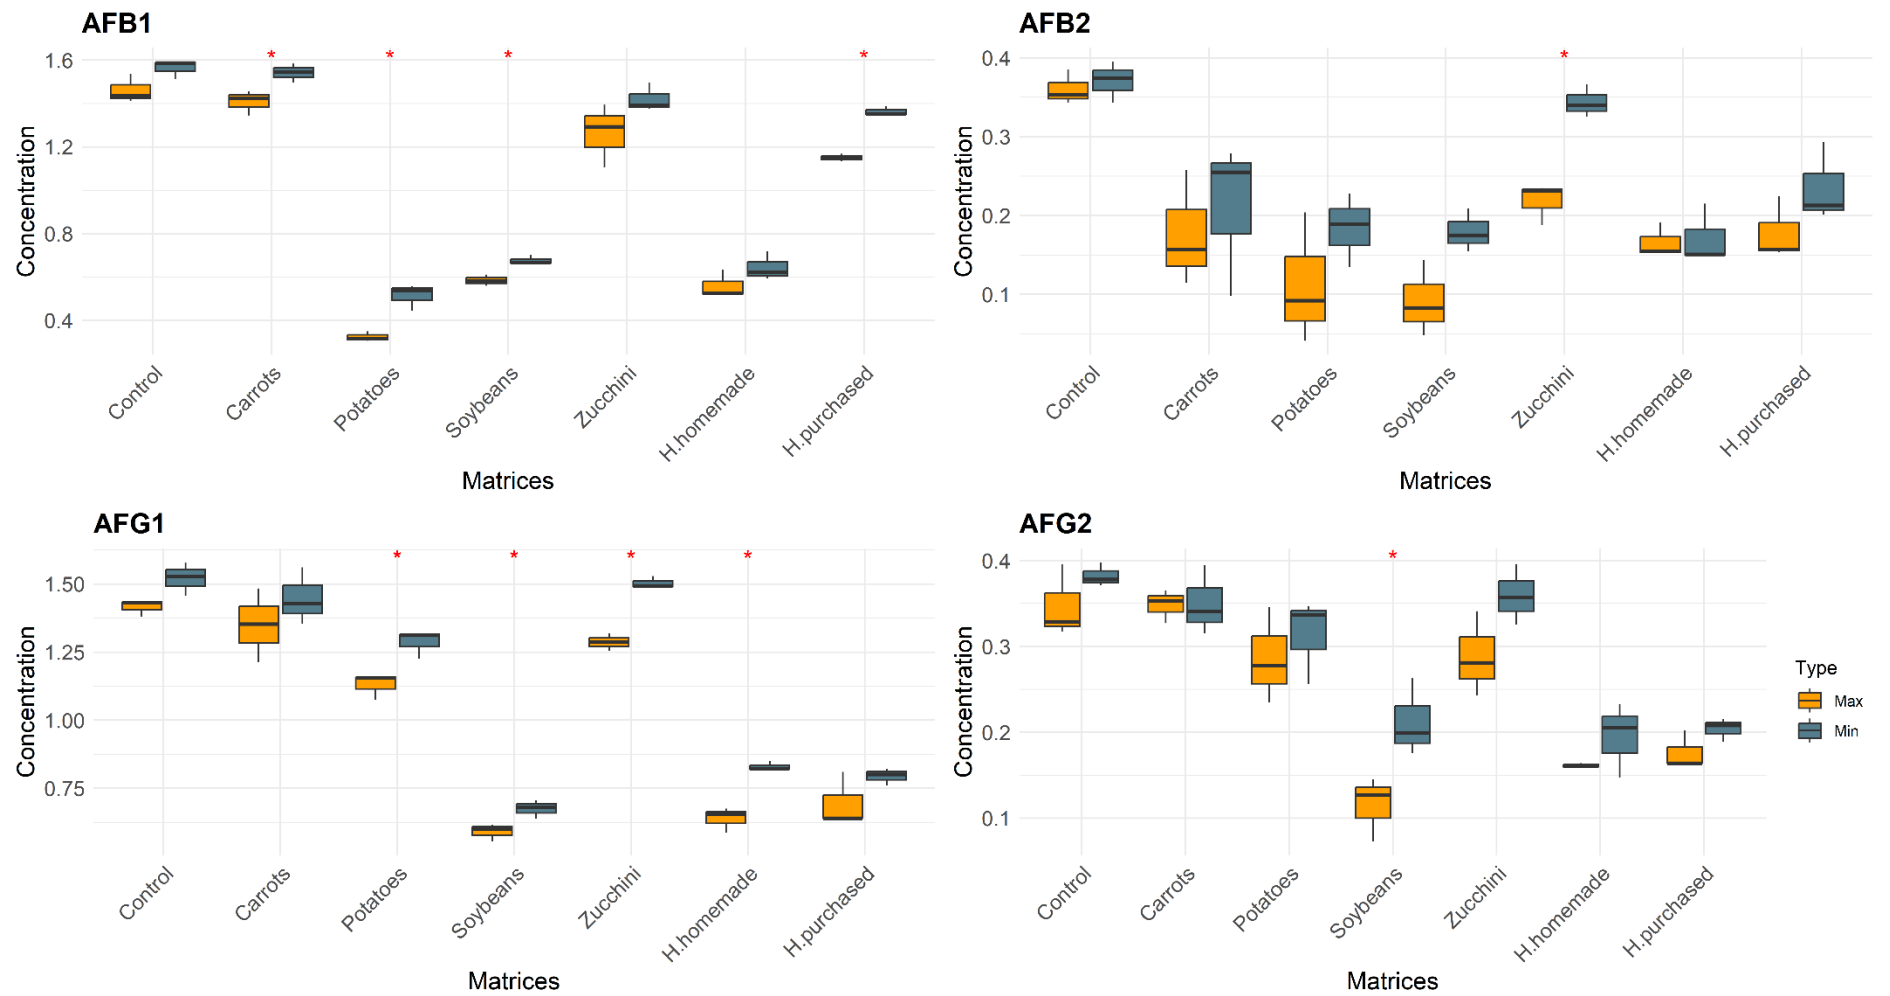 AFB1
*
*
*
*
1.6
1.2
0.8
0.4
Concentration
Control
Carrots
Potatoes
Soybeans
Zucchini
H.homemade
H.purchased
Matrices
AFB2
*
0.4
0.3
0.2
0.1
Concentration
Control
Carrots
Potatoes
Soybeans
Zucchini
H.homemade
H.purchased
Matrices
AFG1
*
*
*
*
1.50
1.25
1.00
0.75
Concentration
Control
Carrots
Potatoes
Soybeans
Zucchini
H.homemade
H.purchased
Matrices
AFG2
*
0.4
0.3
0.2
0.1
Concentration
Control
Carrots
Potatoes
Soybeans
Zucchini
H.homemade
H.purchased
Matrices
Type
Max
Min